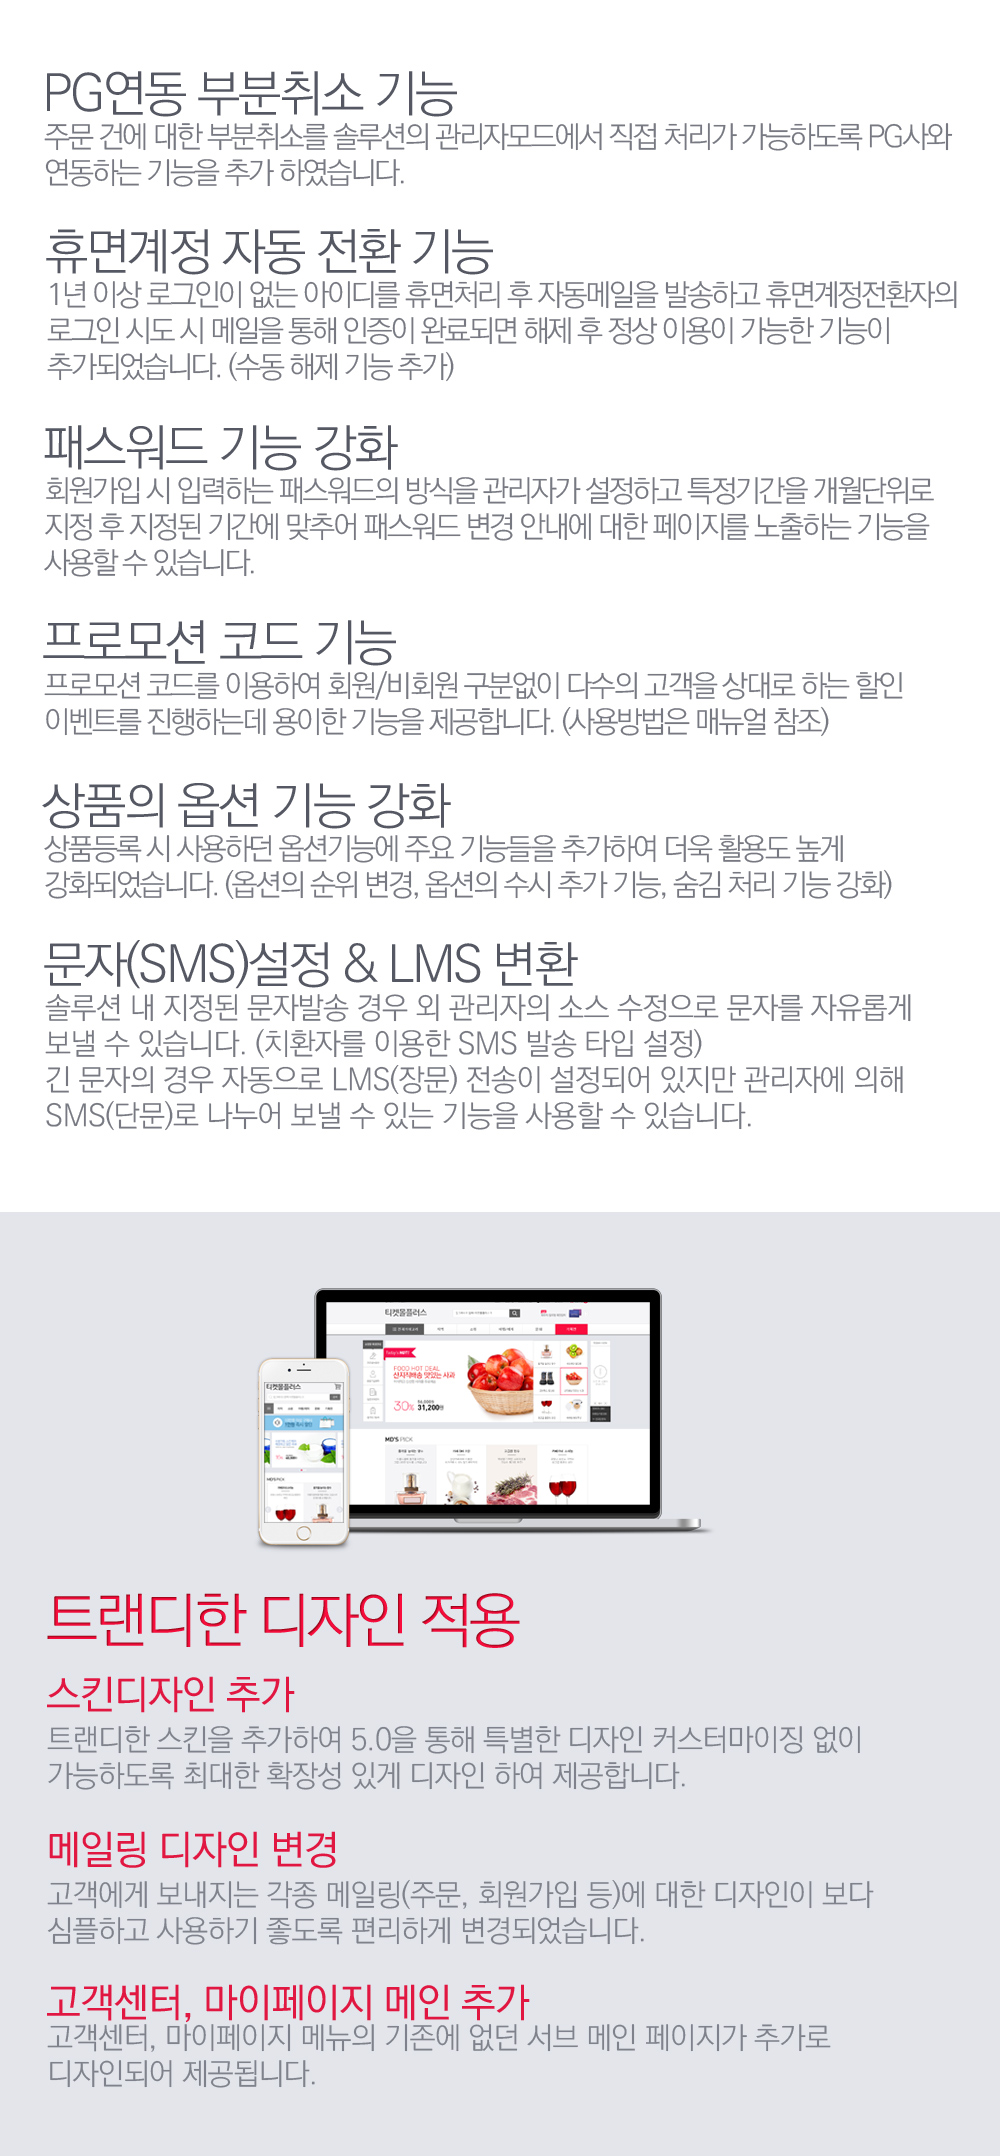 PG연동 부분취소 기능
주문 건에 대한 부분취소를 솔루션의 관리자모드에서 직접 처리가 가능하도록 PG사와
연동하는 기능을 추가 하였습니다.
휴면계정 자동 전환 기능
1년 이상 로그인이 없는 아이디를 휴면처리 후 자동메일을 발송하고 휴면계정전환자의
로그인 시도 시 메일을 통해 인증이 완료되면 해제 후 정상 이용이 가능한 기능이
추가되었습니다. (수동 해제 기능 추가)
패스워드 기능 강화
회원가입 시 입력하는 패스워드의 방식을 관리자가 설정하고 특정기간을 개월단위로
지정 후 지정된 기간에 맞추어 패스워드 변경 안내에 대한 페이지를 노출하는 기능을
사용할 수 있습니다.
프로모션 코드 기능
프로모션 코드를 이용하여 회원/비회원 구분없이 다수의 고객을 상대로 하는 할인
이벤트를 진행하는데 용이한 기능을 제공합니다. (사용방법은 매뉴얼 참조)
상품의 옵션 기능 강화
상품등록 시 사용하던 옵션기능에 주요 기능들을 추가하여 더욱 활용도 높게
강화되었습니다. (옵션의 순위 변경, 옵션의 수시 추가 기능, 숨김 처리 기능 강화)
문자(SMS)설정 & LMS 변환
솔루션 내 지정된 문자발송 경우 외 관리자의 소스 수정으로 문자를 자유롭게
보낼 수 있습니다. (치환자를 이용한 SMS 발송 타입 설정)
긴 문자의 경우 자동으로 LMS(장문) 전송이 설정되어 있지만 관리자에 의해
SMS(단문)로 나누어 보낼 수 있는 기능을 사용할 수 있습니다.
티켓몰플러스
FOOD HOT DEAL
산지직배송 맛있는 사과
30% 31,200원
MD'S PICK
티켓몰플러스
MD'S PICK
트랜디한 디자인 적용
스킨디자인 추가
트랜디한 스킨을 추가하여 5.0을 통해 특별한 디자인 커스터마이징 없이
가능하도록 최대한 확장성 있게 디자인 하여 제공합니다.
메일링 디자인 변경
고객에게 보내지는 각종 메일링(주문, 회원가입 등)에 대한 디자인이 보다
심플하고 사용하기 좋도록 편리하게 변경되었습니다.
고객센터, 마이페이지 메인 추가
고객센터, 마이페이지 메뉴의 기존에 없던 서브 메인 페이지가 추가로
디자인되어 제공됩니다.